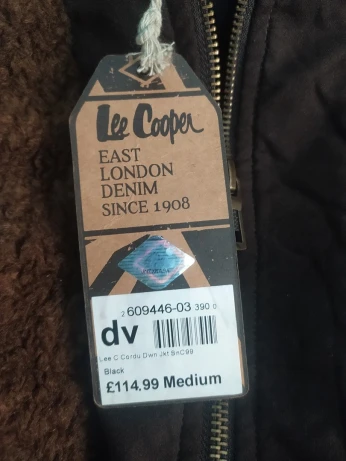 Lee Cooper
EAST
LONDON
DENIM
SINCE 1908
2 609446-03 390 0
dv
Lee C Cordu Dwn Jkt BnC99
Black
£114.99 Medium